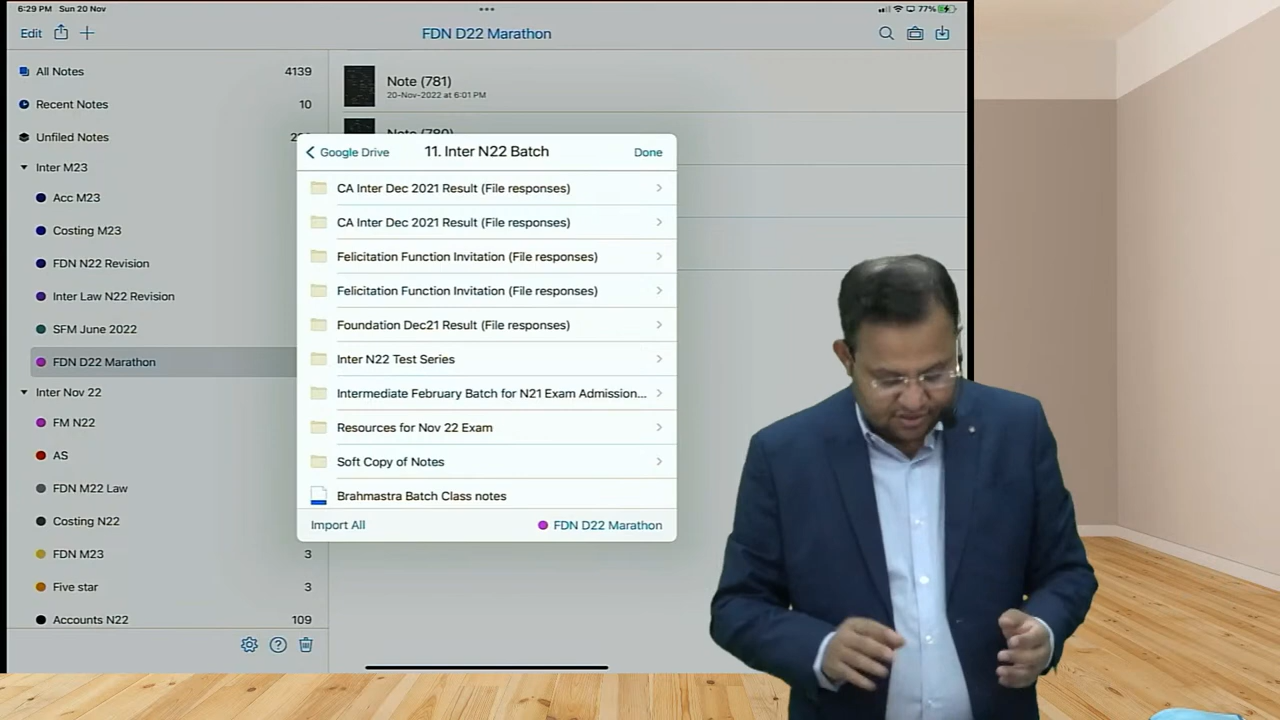 6:29 PM Sun 20 Nov
77%
Edit
FDN D22 Marathon
All Notes 4139
Recent Notes 10
Unfiled Notes
Inter M23
Acc M23
Costing M23
FDN N22 Revision
Inter Law N22 Revision
SFM June 2022
FDN D22 Marathon
Inter Nov 22
FM N22
AS
FDN M22 Law
Costing N22
FDN M23 3
Five star 3
Accounts N22 109
Note (781)
20-Nov-2022 at 6:01 PM
Note (780)
Google Drive 11. Inter N22 Batch Done
CA Inter Dec 2021 Result (File responses)
CA Inter Dec 2021 Result (File responses)
Felicitation Function Invitation (File responses)
Felicitation Function Invitation (File responses)
Foundation Dec21 Result (File responses)
Inter N22 Test Series
Intermediate February Batch for N21 Exam Admission...
Resources for Nov 22 Exam
Soft Copy of Notes
Brahmastra Batch Class notes
Import All FDN D22 Marathon